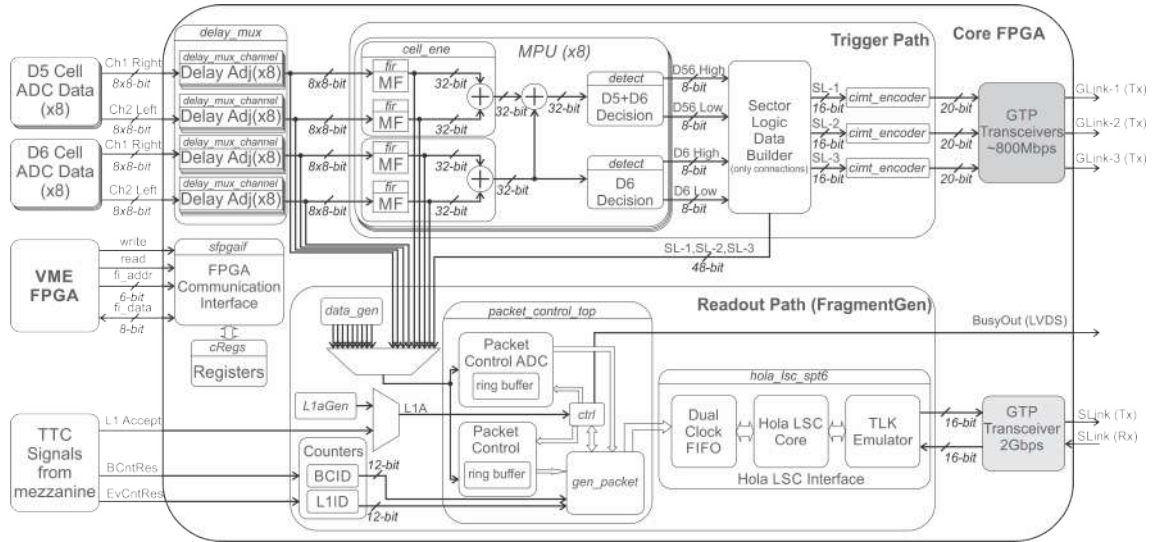 delay_mux
MPU (x8)
Trigger Path
Core FPGA
D5 Cell
ADC Data
(x8)
Ch1 Right
8x8-bit
Ch2 Left
8x8-bit
delay_mux_channel
Delay Adj(x8)
delay_mux_channel
Delay Adj(x8)
8x8-bit
8x8-bit
cell_ene
fir
MF
fir
MF
32-bit
32-bit
32-bit
32-bit
detect
D5+D6
Decision
D56 High
8-bit
D56 Low
8-bit
D6 Cell
ADC Data
(x8)
Ch1 Right
8x8-bit
Ch2 Left
8x8-bit
delay_mux_channel
Delay Adj(x8)
delay_mux_channel
Delay Adj(x8)
8x8-bit
8x8-bit
fir
MF
fir
MF
32-bit
32-bit
32-bit
detect
D6
Decision
D6 High
8-bit
D6 Low
8-bit
Sector
Logic
Data
Builder
(only connections)
SL-1
16-bit
SL-2
16-bit
SL-3
16-bit
cimt_encoder
cimt_encoder
cimt_encoder
20-bit
20-bit
20-bit
GTP
Transceivers
~800Mbps
GLink-1 (Tx)
GLink-2 (Tx)
GLink-3 (Tx)
SL-1,SL-2,SL-3
48-bit
VME
FPGA
write
read
fi_addr
6-bit
fi_data
8-bit
sfpgaif
FPGA
Communication
Interface
cRegs
Registers
Readout Path (FragmentGen)
data_gen
packet_control_top
Packet
Control ADC
ring buffer
BusyOut (LVDS)
L1aGen
L1A
ctrl
Packet
Control
ring buffer
gen_packet
TTC
Signals
from
mezzanine
L1 Accept
BCntRes
EvCntRes
Counters
BCID
L1ID
12-bit
12-bit
hola_lsc_spt6
Dual
Clock
FIFO
Hola LSC
Core
TLK
Emulator
Hola LSC Interface
16-bit
16-bit
GTP
Transceiver
2Gbps
SLink (Tx)
SLink (Rx)